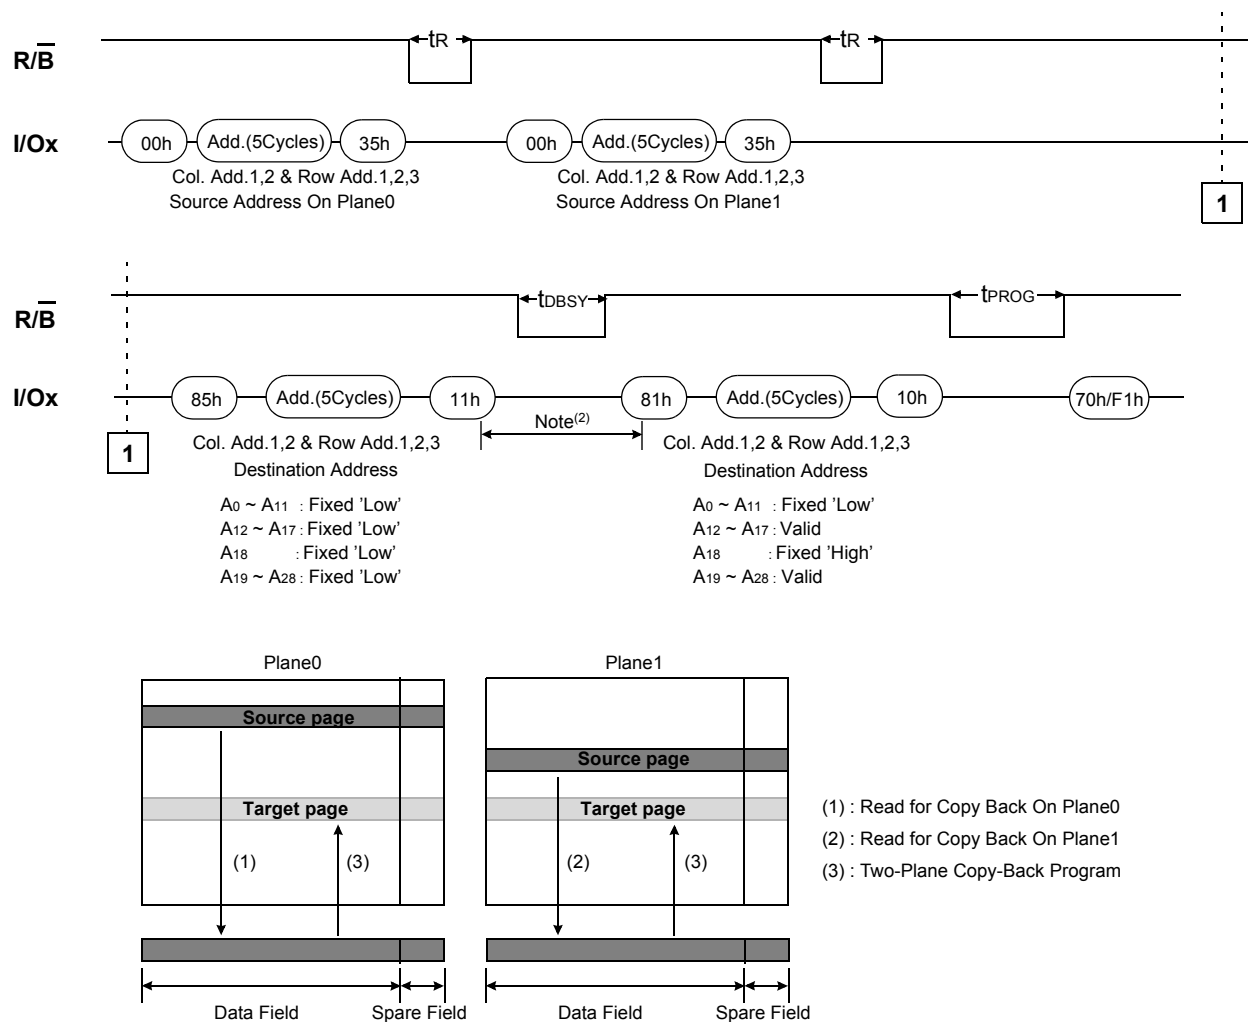 tR tR
R/B
I/Ox 00h Add.(5Cycles) 35h 00h Add.(5Cycles) 35h
Col. Add.1,2 & Row Add.1,2,3 Col. Add.1,2 & Row Add.1,2,3
Source Address On Plane0 Source Address On Plane1
1
tDBSY tPROG
R/B
I/Ox 85h Add.(5Cycles) 11h 81h Add.(5Cycles) 10h 70h/F1h
Note(2)
1
Col. Add.1,2 & Row Add.1,2,3 Col. Add.1,2 & Row Add.1,2,3
Destination Address Destination Address
A0 ~ A11 : Fixed 'Low' A0 ~ A11 : Fixed 'Low'
A12 ~ A17 : Fixed 'Low' A12 ~ A17 : Valid
A18 : Fixed 'Low' A18 : Fixed 'High'
A19 ~ A28 : Fixed 'Low' A19 ~ A28 : Valid
Plane0 Plane1
Source page
Source page
Target page Target page
(1) (3) (2) (3)
(1) : Read for Copy Back On Plane0
(2) : Read for Copy Back On Plane1
(3) : Two-Plane Copy-Back Program
Data Field Spare Field Data Field Spare Field